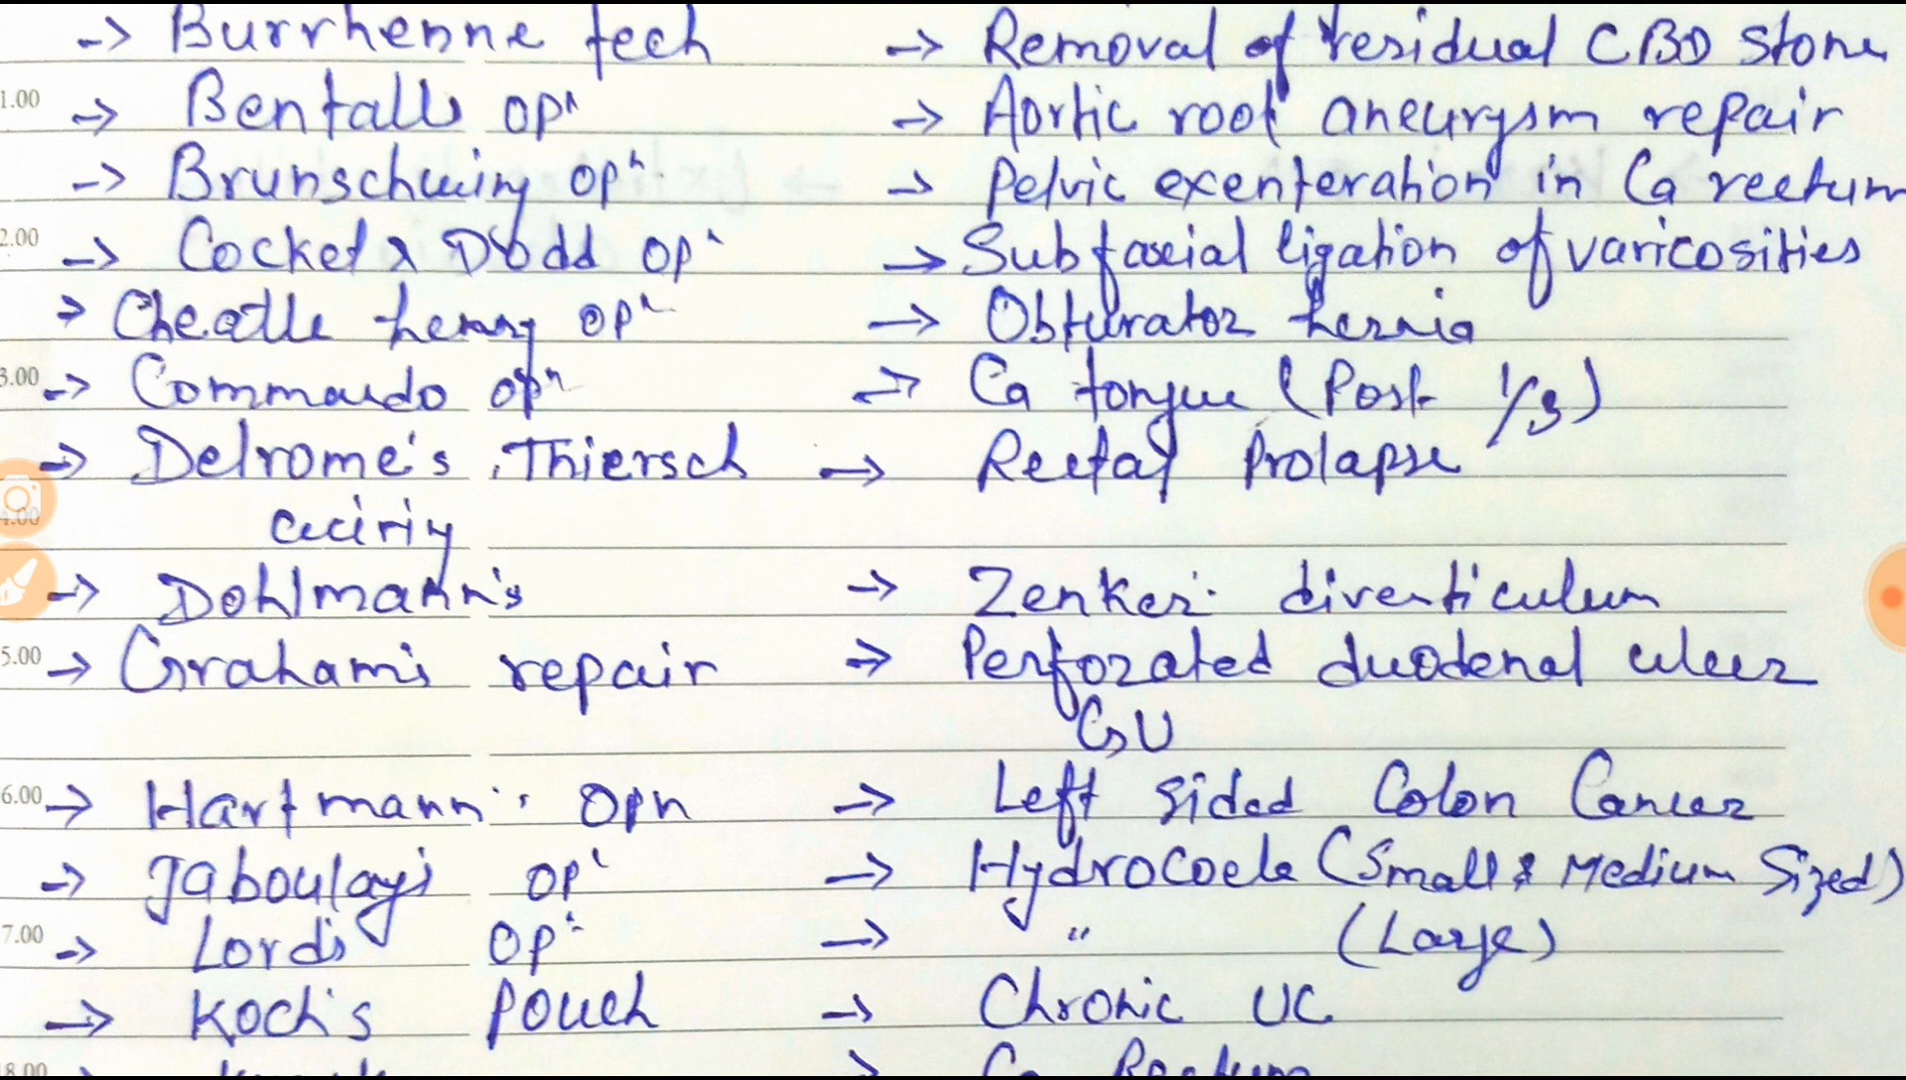 -> Burrhenne tech -> Removal of residual CBD stone
1.00 -> Bentalls opⁿ -> Aortic root aneurysm repair
-> Brunschwing opⁿ -> Pelvic exenteration in Ca rectum
2.00 -> Cocket & Dodd opⁿ -> Subfascial ligation of varicosities
-> Cheatle henry opⁿ -> Obturator hernia
3.00 -> Commando opⁿ -> Ca tongue (Post 1/3)
-> Delrome's, Thiersch -> Rectal Prolapse
4.00
-> Dohlmann's -> Zenker diverticulum
5.00 -> Graham's repair -> Perforated duodenal ulcer
GU
6.00 -> Hartmann's Opn -> Left sided Colon Cancer
-> Jaboulay's opⁿ -> Hydrocoele (Small & Medium Sized)
7.00 -> Lord's opⁿ -> " (Large)
-> Koch's pouch -> Chronic UC
8.00 -> -> Ca Rectum